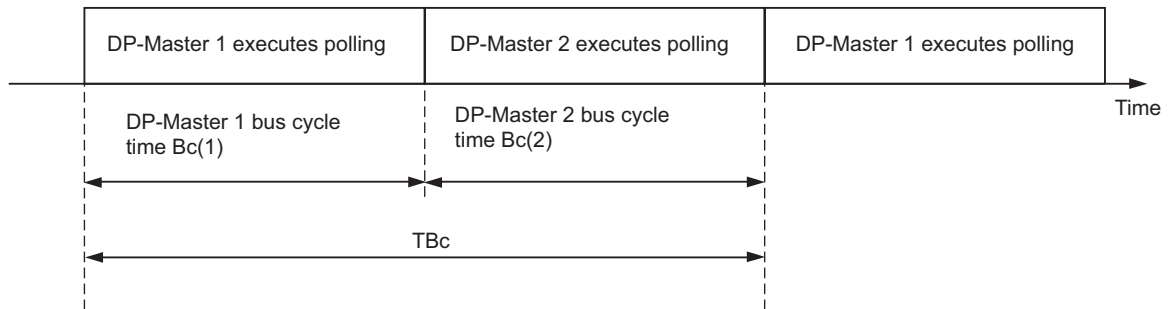 DP-Master 1 executes polling
DP-Master 2 executes polling
DP-Master 1 executes polling
Time
DP-Master 1 bus cycle
time Bc(1)
DP-Master 2 bus cycle
time Bc(2)
TBc